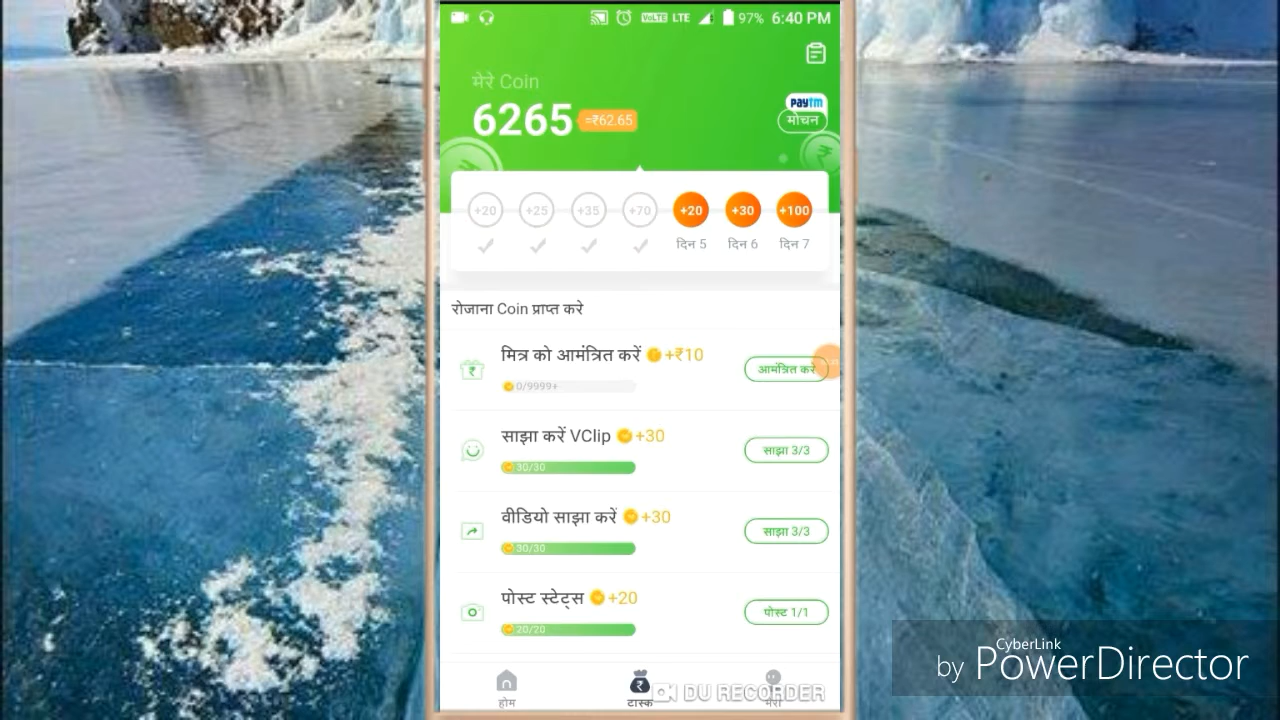 VoLTE LTE 97% 6:40 PM
मेरे Coin
6265 ≈₹62.65
Paytm
मोचन
+20 +25 +35 +70 +20 +30 +100
दिन 5 दिन 6 दिन 7
रोजाना Coin प्राप्त करे
मित्र को आमंत्रित करें +₹10
0/9999+
आमंत्रित करें
साझा करें VClip +30
30/30
साझा 3/3
वीडियो साझा करें +30
30/30
साझा 3/3
पोस्ट स्टेट्स +20
20/20
पोस्ट 1/1
होम टास्क मेरा
DU RECORDER
by CyberLink PowerDirector